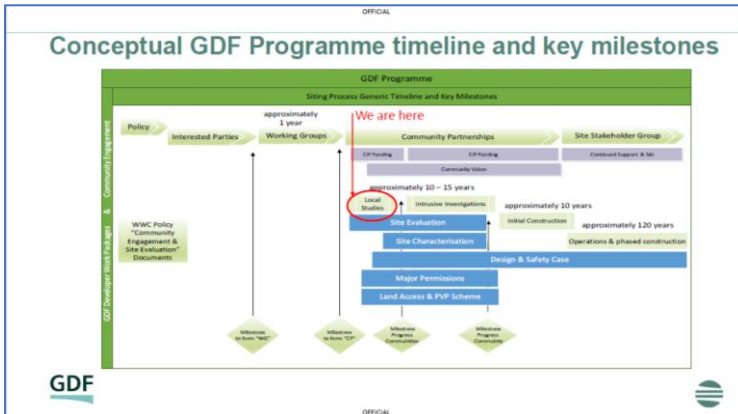 OFFICIAL
Conceptual GDF Programme timeline and key milestones
GDF Programme
Siting Process Generic Timeline and Key Milestones
Community Engagement
&
GDF Developer Work Packages
approximately
1 year
We are here
Policy
Interested Parties
Working Groups
Community Partnerships
Site Stakeholder Group
CIP Funding
CIP Funding
Continued Support & SAI
Community Vision
approximately 10 – 15 years
Local
Studies
Intrusive Investigations
approximately 10 years
WWC Policy
"Community
Engagement &
Site Evaluation"
Documents
Site Evaluation
Initial Construction
approximately 120 years
Site Characterisation
Operations & phased construction
Design & Safety Case
Major Permissions
Land Access & PVP Scheme
Milestone
to form "WG"
Milestone
to form "CP"
Milestone
Progress
Communities
Milestone
Progress
Community
GDF
OFFICIAL